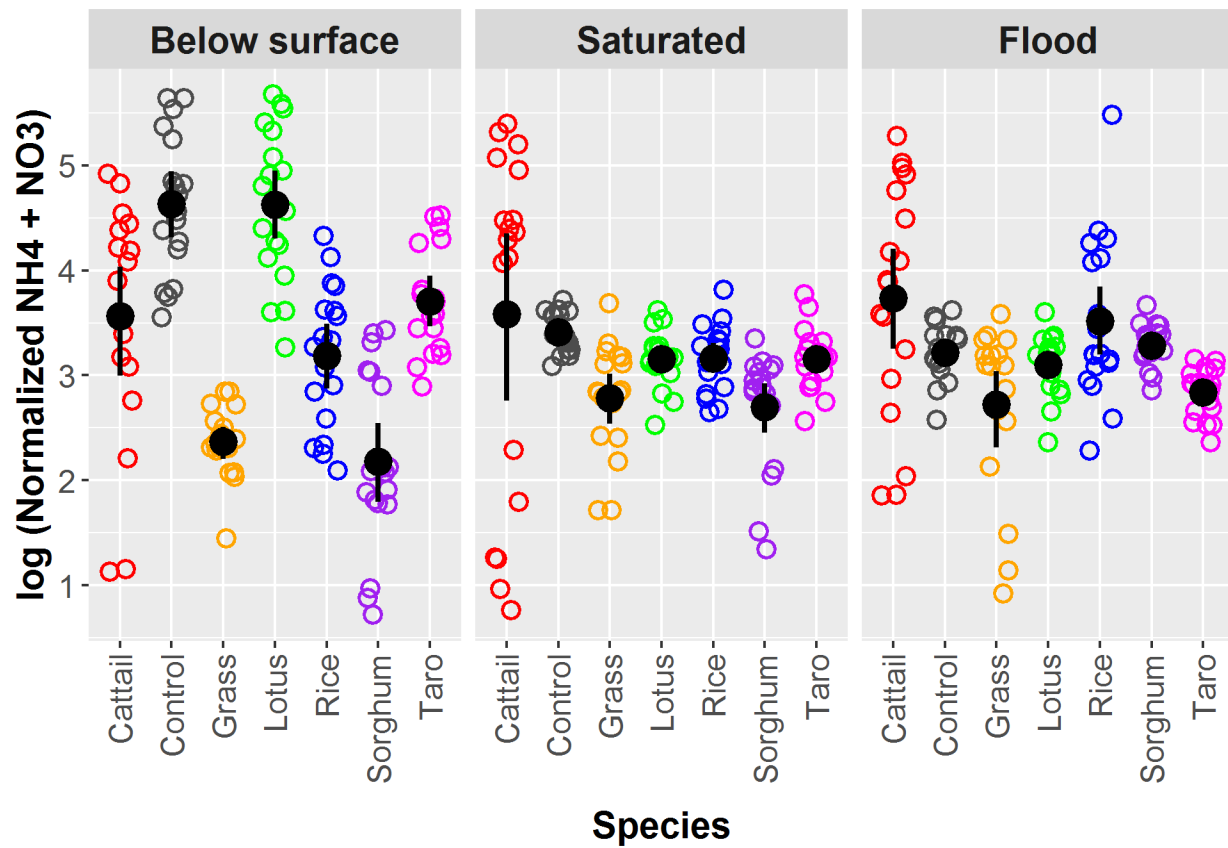 Below surface Saturated Flood
log (Normalized NH4 + NO3)
5
4
3
2
1
Cattail Control Grass Lotus Rice Sorghum Taro Cattail Control Grass Lotus Rice Sorghum Taro Cattail Control Grass Lotus Rice Sorghum Taro
Species